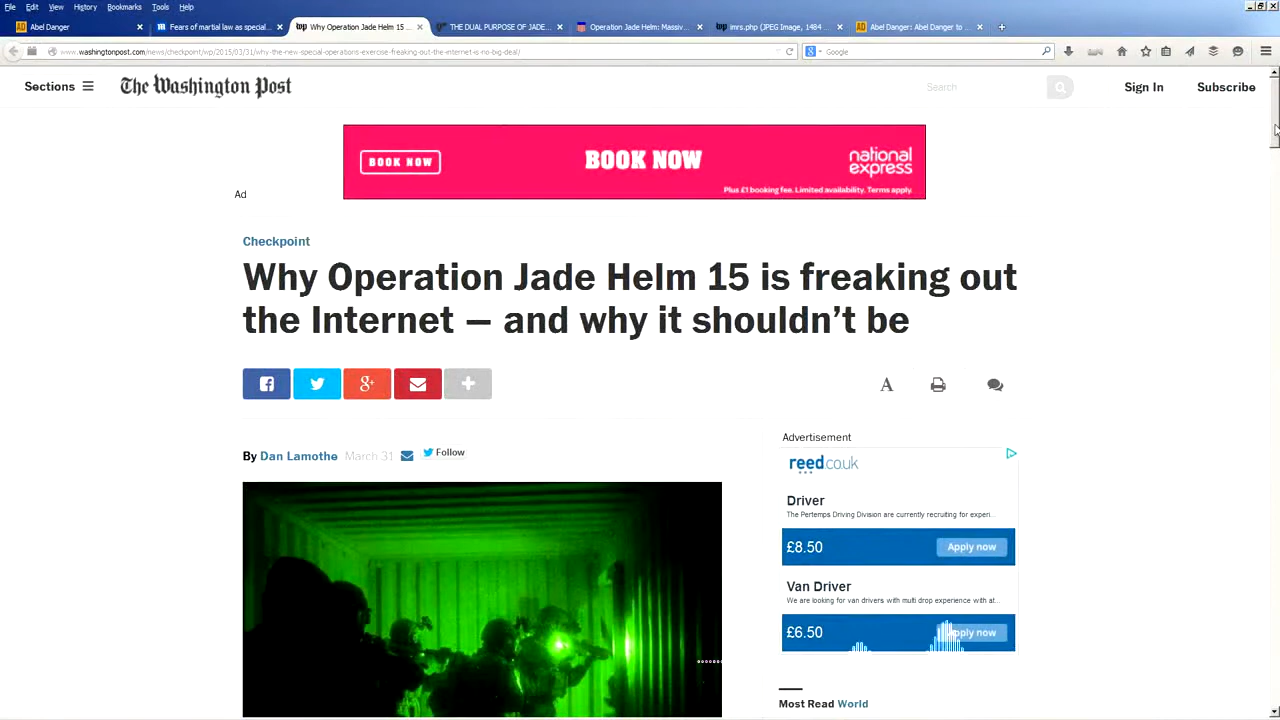 File Edit View History Bookmarks Tools Help
Abel Danger
Fears of martial law as special...
Why Operation Jade Helm 15 ...
THE DUAL PURPOSE OF JADE...
Operation Jade Helm: Massiv...
imrs.php (JPEG Image, 1484 ...
Abel Danger: Abel Danger to ...
www.washingtonpost.com/news/checkpoint/wp/2015/03/31/why-the-new-special-operations-exercise-freaking-out-the-internet-is-no-big-deal/
Google
Sections
The Washington Post
Search
Sign In
Subscribe
BOOK NOW
BOOK NOW
national
express
Plus £1 booking fee. Limited availability. Terms apply.
Ad
Checkpoint
Why Operation Jade Helm 15 is freaking out
the Internet — and why it shouldn't be
A
By Dan Lamothe March 31
Follow
Advertisement
reed.co.uk
Driver
The Pertemps Driving Division are currently recruiting for experi...
£8.50
Apply now
Van Driver
We are looking for van drivers with multi drop experience with at...
£6.50
Apply now
Most Read World